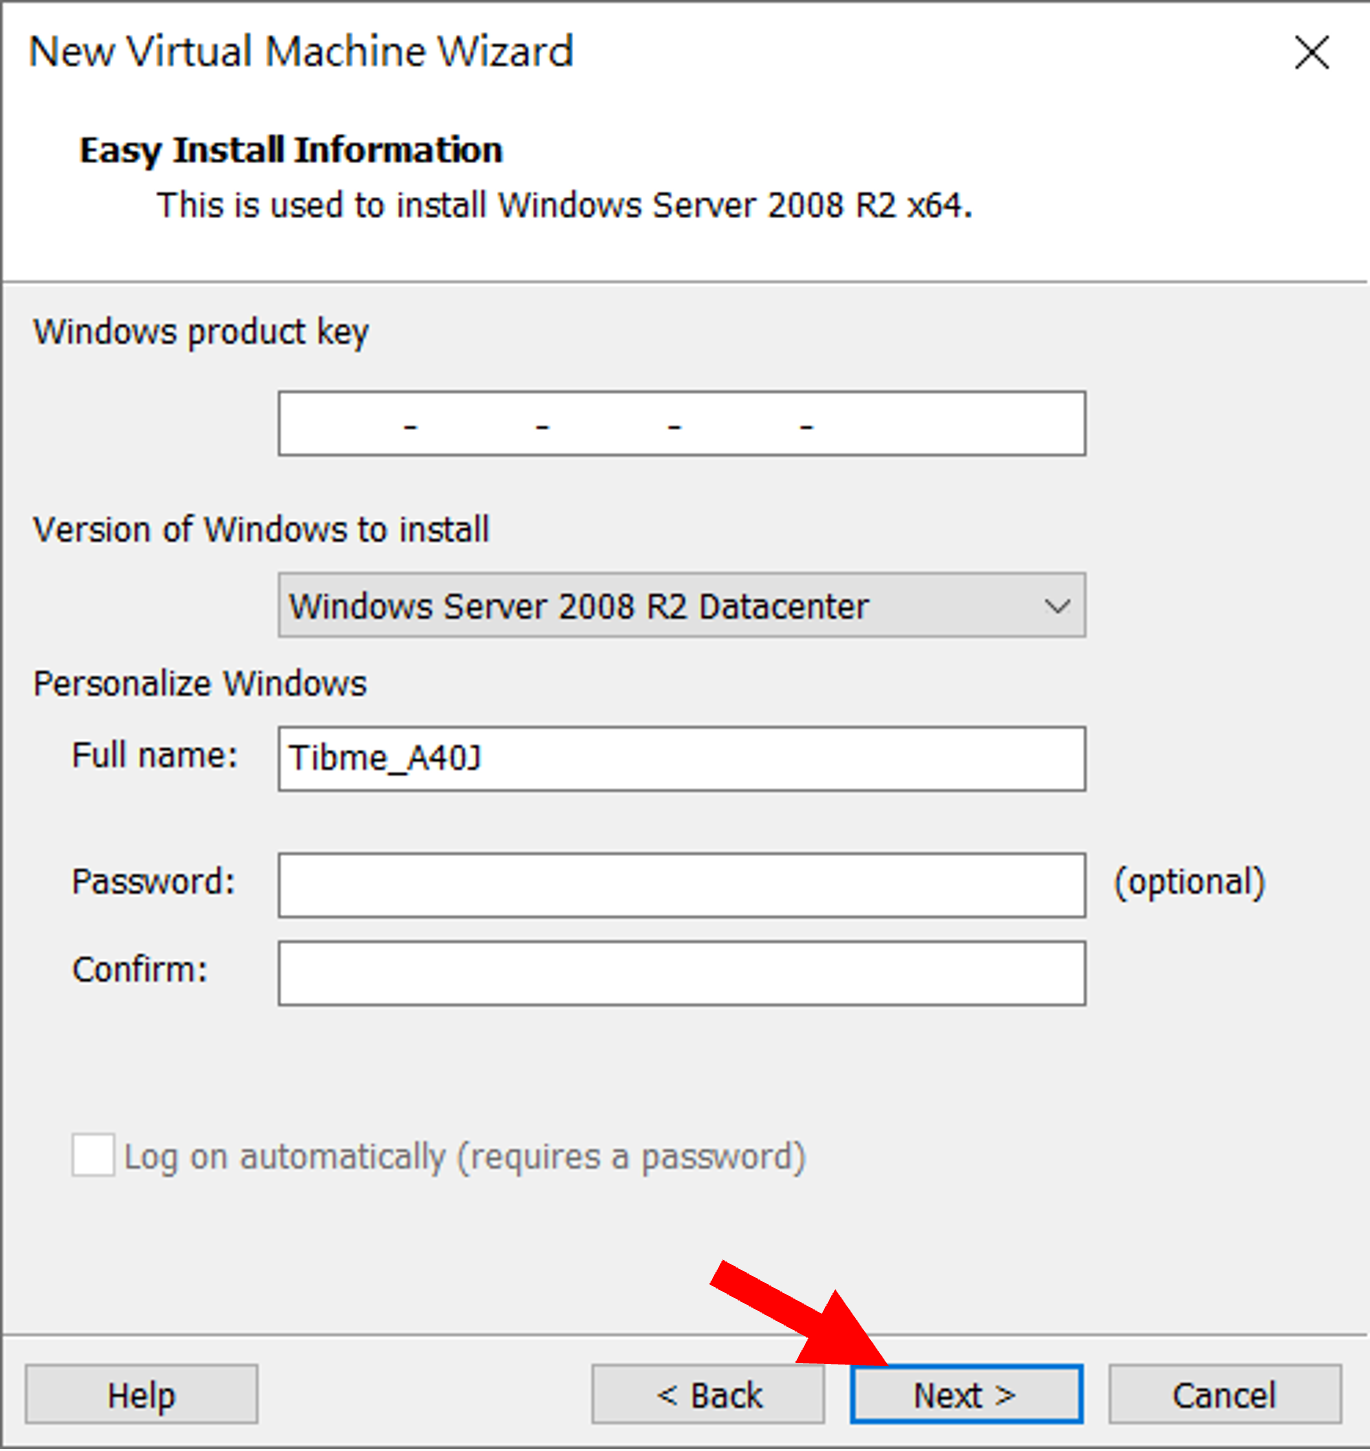 New Virtual Machine Wizard
Easy Install Information
This is used to install Windows Server 2008 R2 x64.
Windows product key
- - - -
Version of Windows to install
Windows Server 2008 R2 Datacenter
Personalize Windows
Full name: Tibme_A40J
Password: (optional)
Confirm:
Log on automatically (requires a password)
Help < Back Next > Cancel